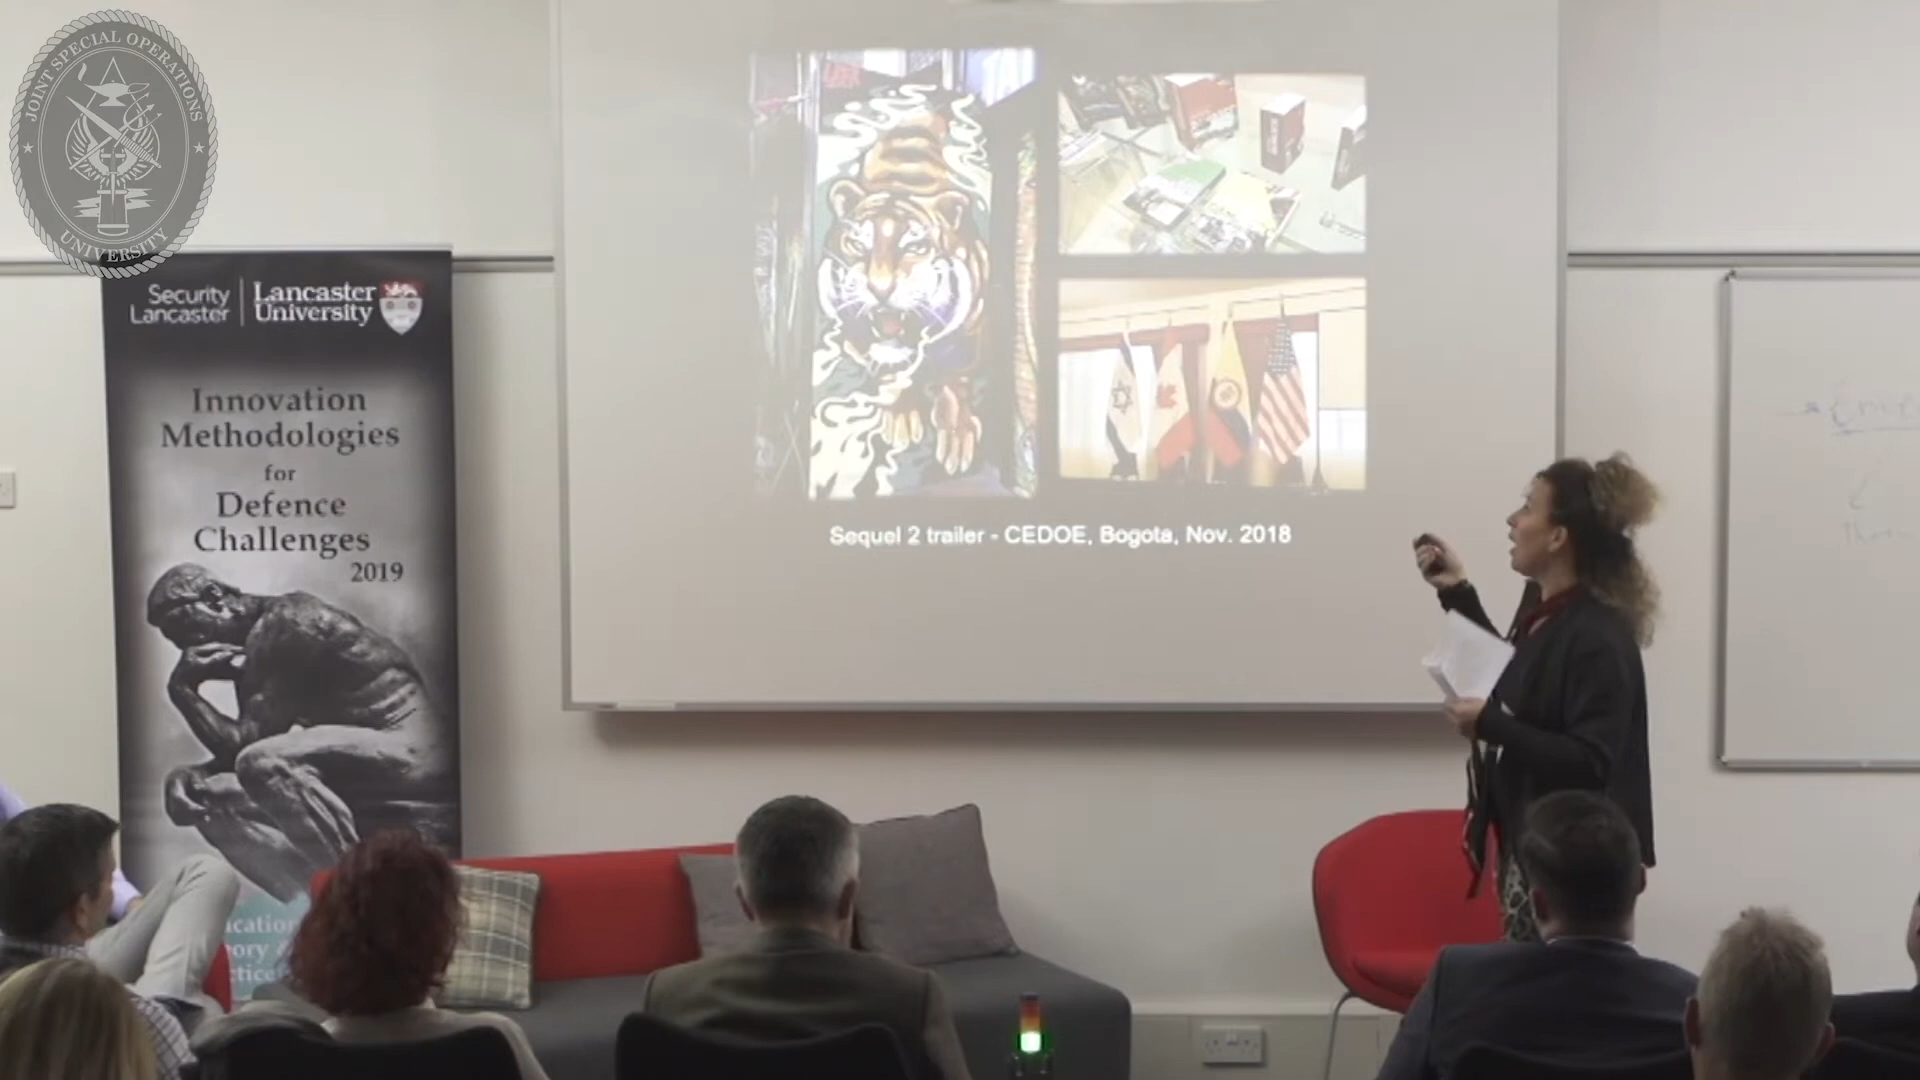 JOINT SPECIAL OPERATIONS
UNIVERSITY
Security
Lancaster
Lancaster
University
Innovation
Methodologies
for
Defence
Challenges
2019
Sequel 2 trailer - CEDOE, Bogota, Nov. 2018